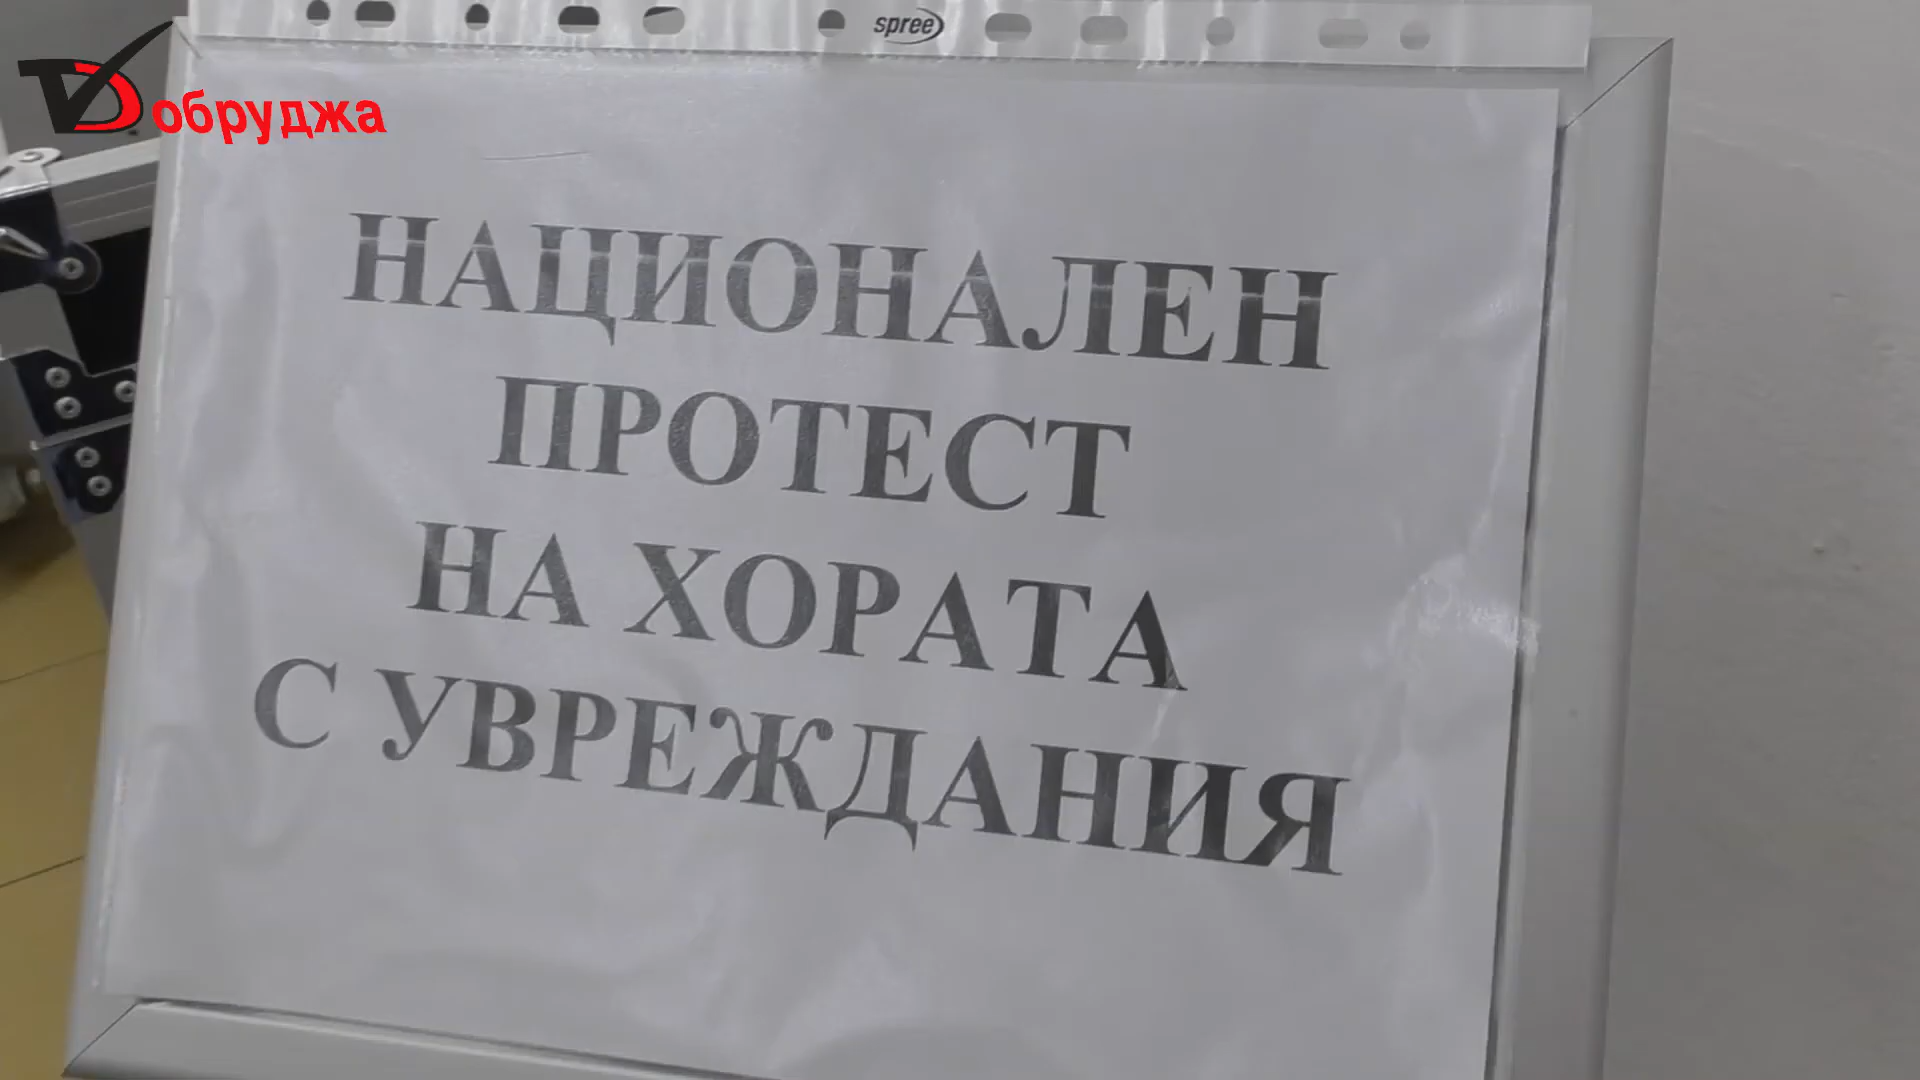 spree
Добруджа
НАЦИОНАЛЕН
ПРОТЕСТ
НА ХОРАТА
С УВРЕЖДАНИЯ